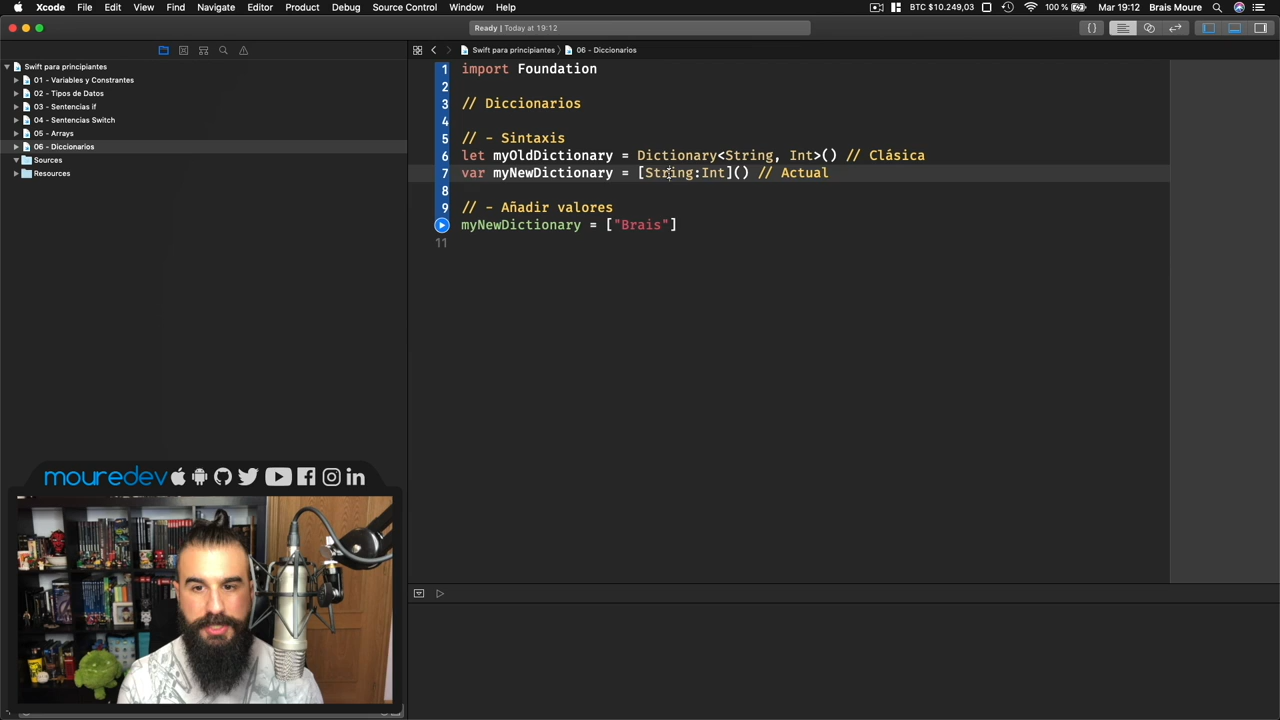 Xcode File Edit View Find Navigate Editor Product Debug Source Control Window Help BTC $10.249,03 100 % Mar 19:12 Brais Moure
Ready | Today at 19:12
Swift para principiantes
01 - Variables y Constrantes
02 - Tipos de Datos
03 - Sentencias if
04 - Sentencias Switch
05 - Arrays
06 - Diccionarios
Sources
Resources
Swift para principiantes 06 - Diccionarios
1 import Foundation
2
3 // Diccionarios
4
5 // - Sintaxis
6 let myOldDictionary = Dictionary<String, Int>() // Clásica
7 var myNewDictionary = [String:Int]() // Actual
8
9 // - Añadir valores
myNewDictionary = ["Brais"]
11
mouredev